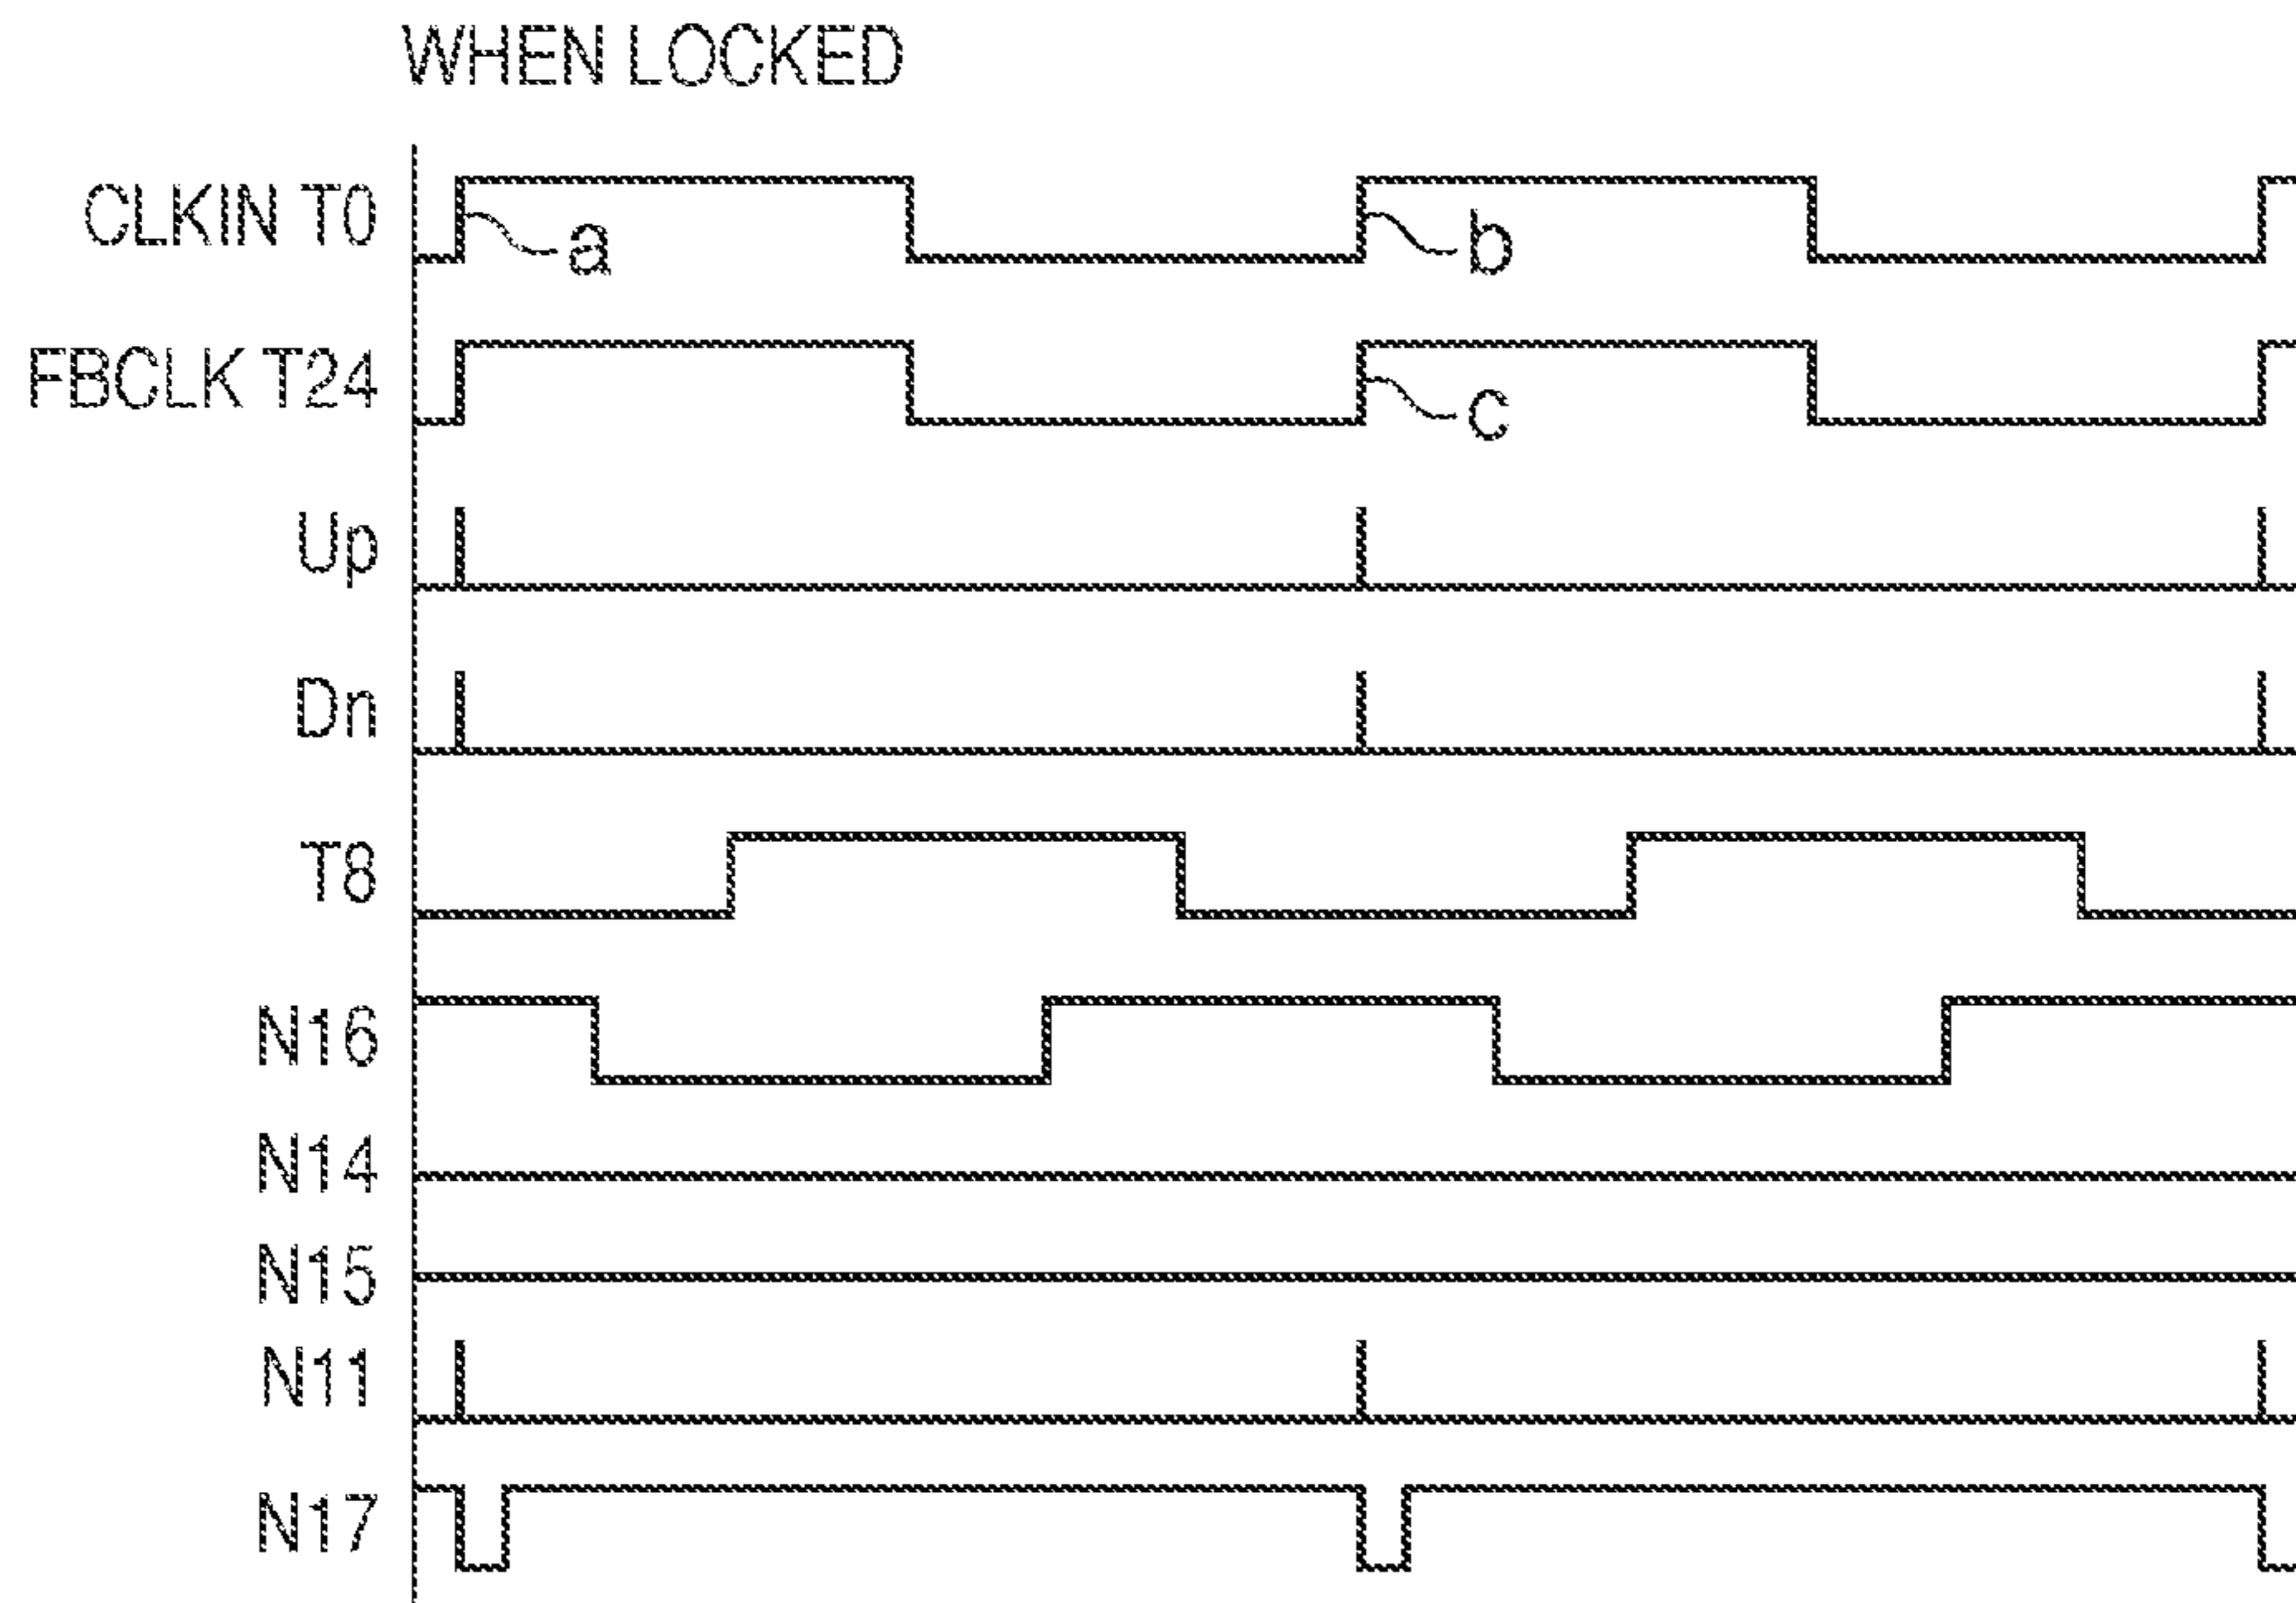 WHEN LOCKED
CLKIN T0
a
b
FBCLK T24
c
Up
Dn
T8
N16
N14
N15
N11
N17